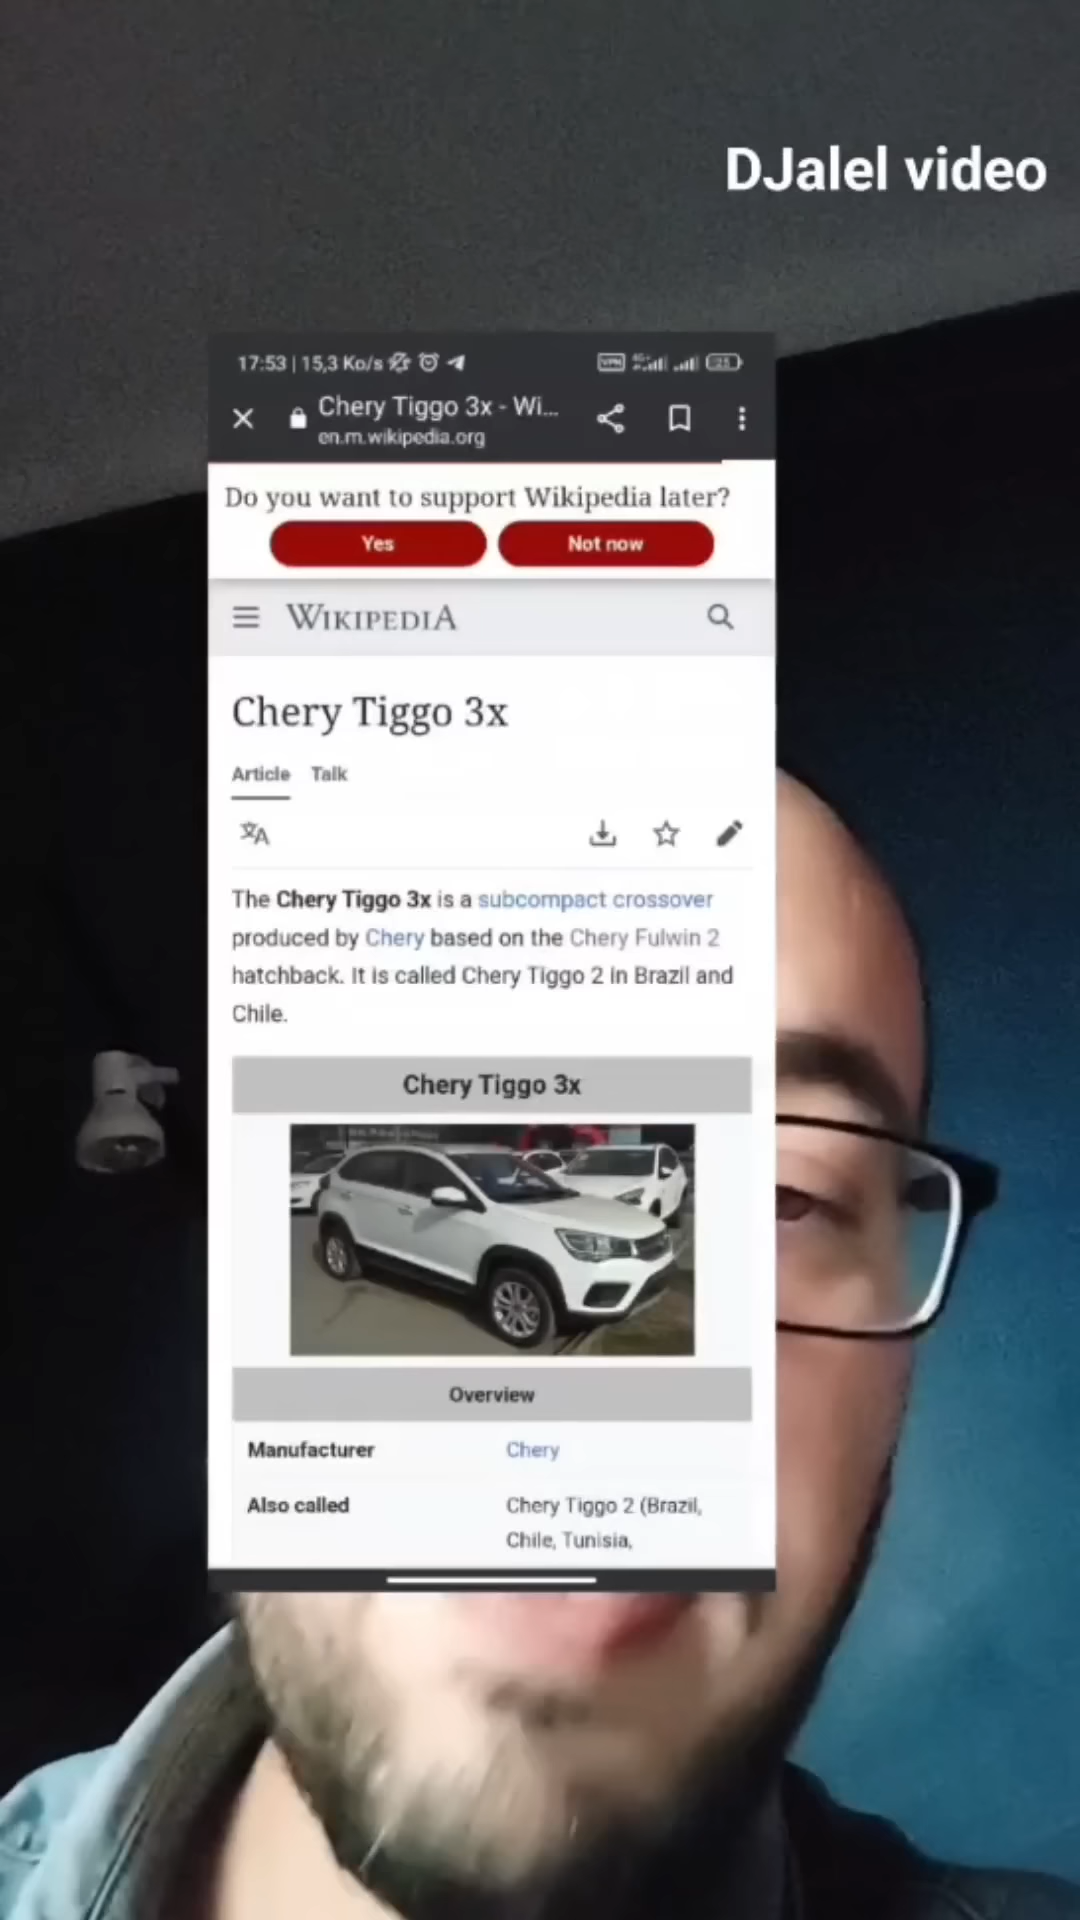 DJalel video
17:53 | 15,3 Ko/s
Chery Tiggo 3x - Wi...
en.m.wikipedia.org
Do you want to support Wikipedia later?
Yes
Not now
WIKIPEDIA
Chery Tiggo 3x
Article Talk
The Chery Tiggo 3x is a subcompact crossover
produced by Chery based on the Chery Fulwin 2
hatchback. It is called Chery Tiggo 2 in Brazil and
Chile.
Chery Tiggo 3x
Overview
Manufacturer Chery
Also called Chery Tiggo 2 (Brazil,
Chile, Tunisia,